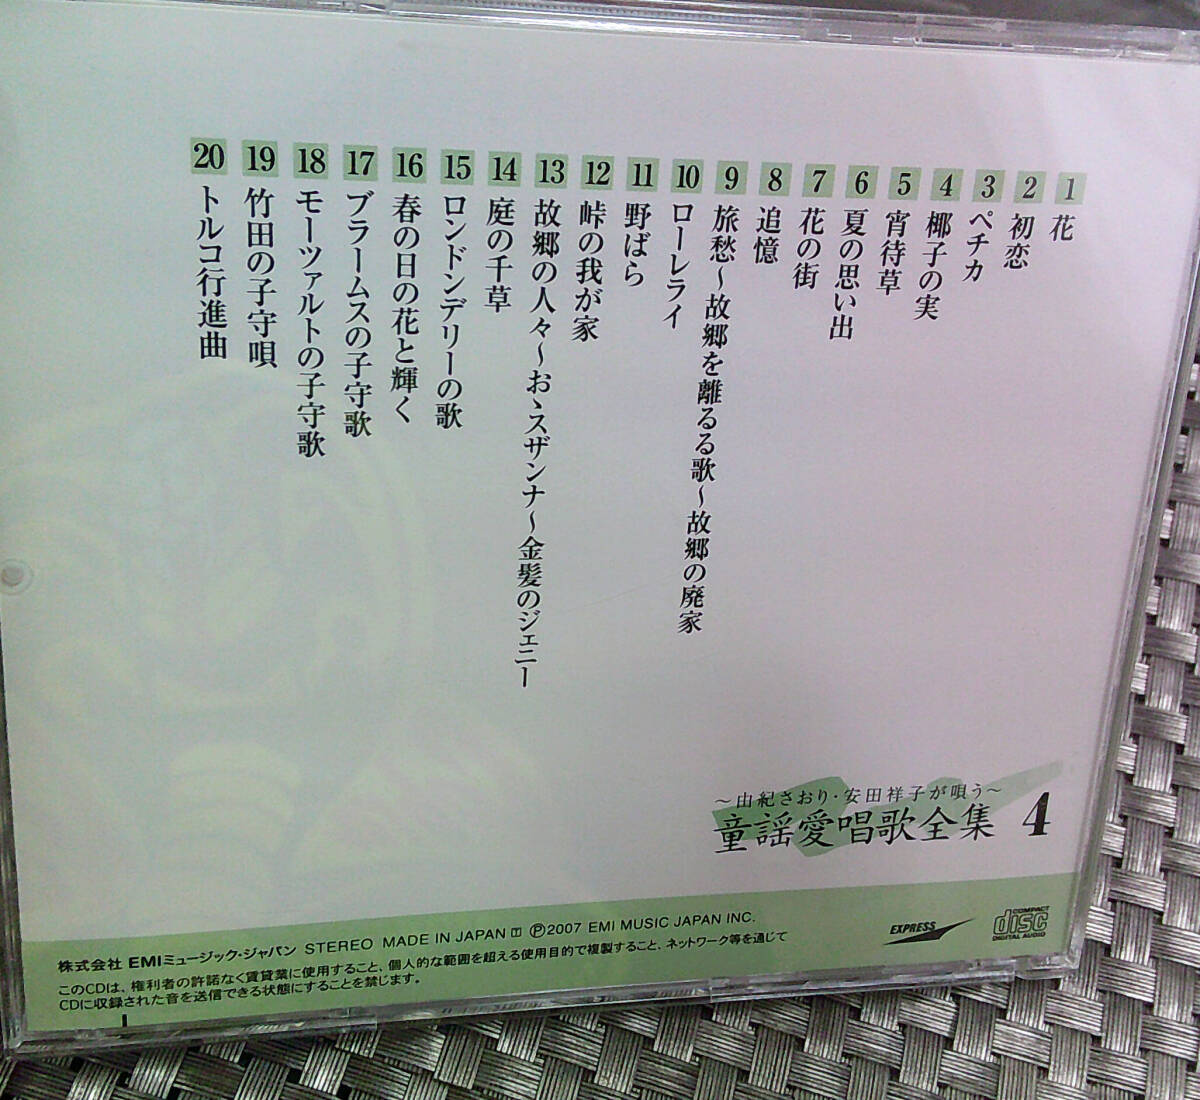 1 花
2 初恋
3 ペチカ
4 椰子の実
5 宵待草
6 夏の思い出
7 花の街
8 追憶
9 旅愁～故郷を離るる歌～故郷の廃家
10 ローレライ
11 野ばら
12 峠の我が家
13 故郷の人々～おゝスザンナ～金髪のジェニー
14 庭の千草
15 ロンドンデリーの歌
16 春の日の花と輝く
17 ブラームスの子守歌
18 モーツァルトの子守歌
19 竹田の子守唄
20 トルコ行進曲
～由紀さおり・安田祥子が唄う～
童謡愛唱歌全集 4
株式会社 EMIミュージック・ジャパン STEREO MADE IN JAPAN Ⓨ ℗2007 EMI MUSIC JAPAN INC.
このCDは、権利者の許諾なく賃貸業に使用すること、個人的な範囲を超える使用目的で複製すること、ネットワーク等を通じて
CDに収録された音を送信できる状態にすることを禁じます。
EXPRESS
COMPACT
disc
DIGITAL AUDIO